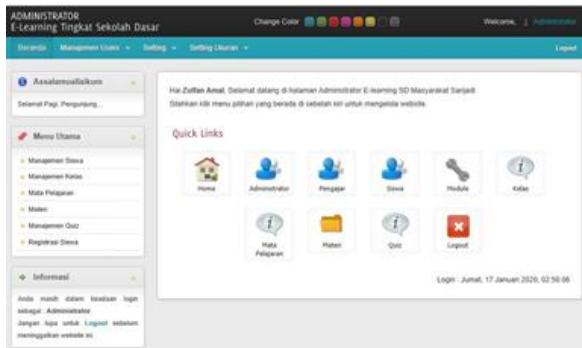 ADMINISTRATOR
E-Learning Tingkat Sekolah Dasar
Change Color
Welcome, Administrator
Beranda Manajemen Users Setting Setting Ukuran Logout
Assalamuallaikum
Selamat Pagi, Pengunjung...
Menu Utama
Manajemen Siswa
Manajemen Kelas
Mata Pelajaran
Materi
Manajemen Quiz
Registrasi Siswa
Informasi
Anda masih dalam keadaan login
sebagai : Administrator
Jangan lupa untuk Logout sebelum
meninggalkan website ini
Hai Zulfan Amal, Selamat datang di halaman Administrator E-learning SD Masyarakat Sarijadi
Silahkan klik menu pilihan yang berada di sebelah kiri untuk mengelola website.
Quick Links
Home Administrator Pengajar Siswa Module Kelas
Mata Pelajaran Materi Quiz Logout
Login : Jumat, 17 Januari 2020, 02:56:06